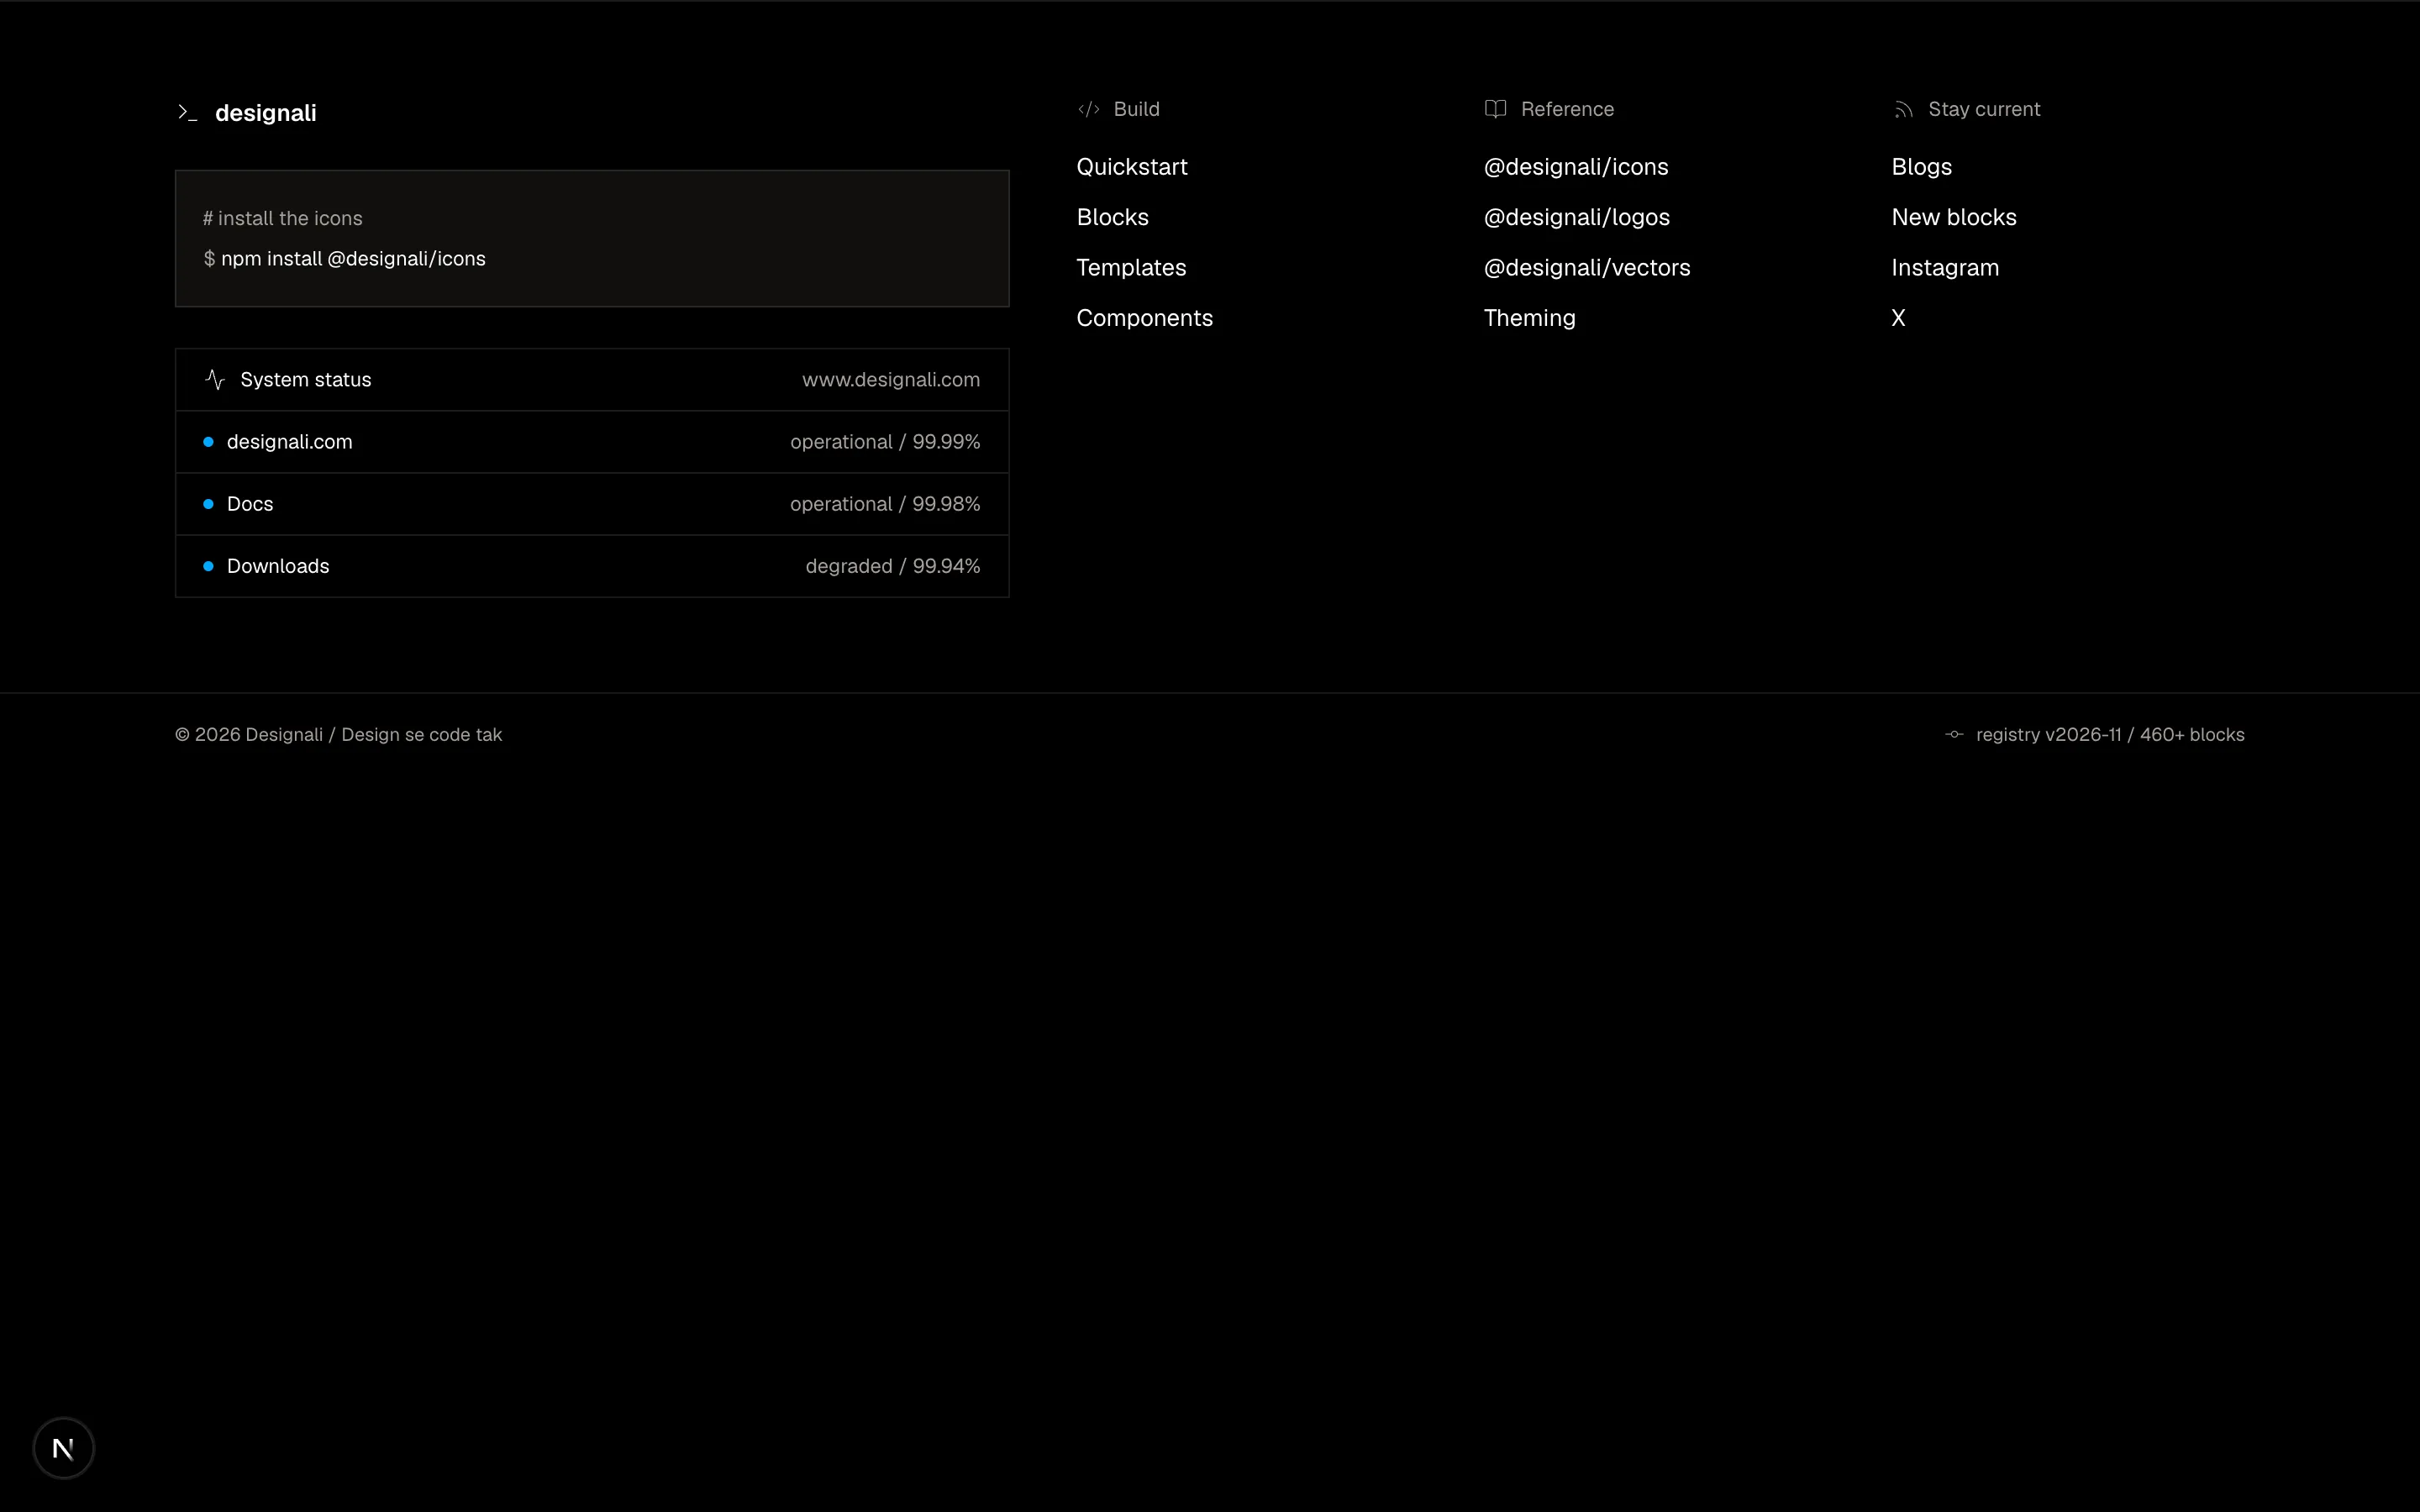 designali
# install the icons
$ npm install @designali/icons
System status www.designali.com
designali.com operational / 99.99%
Docs operational / 99.98%
Downloads degraded / 99.94%
Build
Quickstart
Blocks
Templates
Components
Reference
@designali/icons
@designali/logos
@designali/vectors
Theming
Stay current
Blogs
New blocks
Instagram
X
© 2026 Designali / Design se code tak
registry v2026-11 / 460+ blocks
N